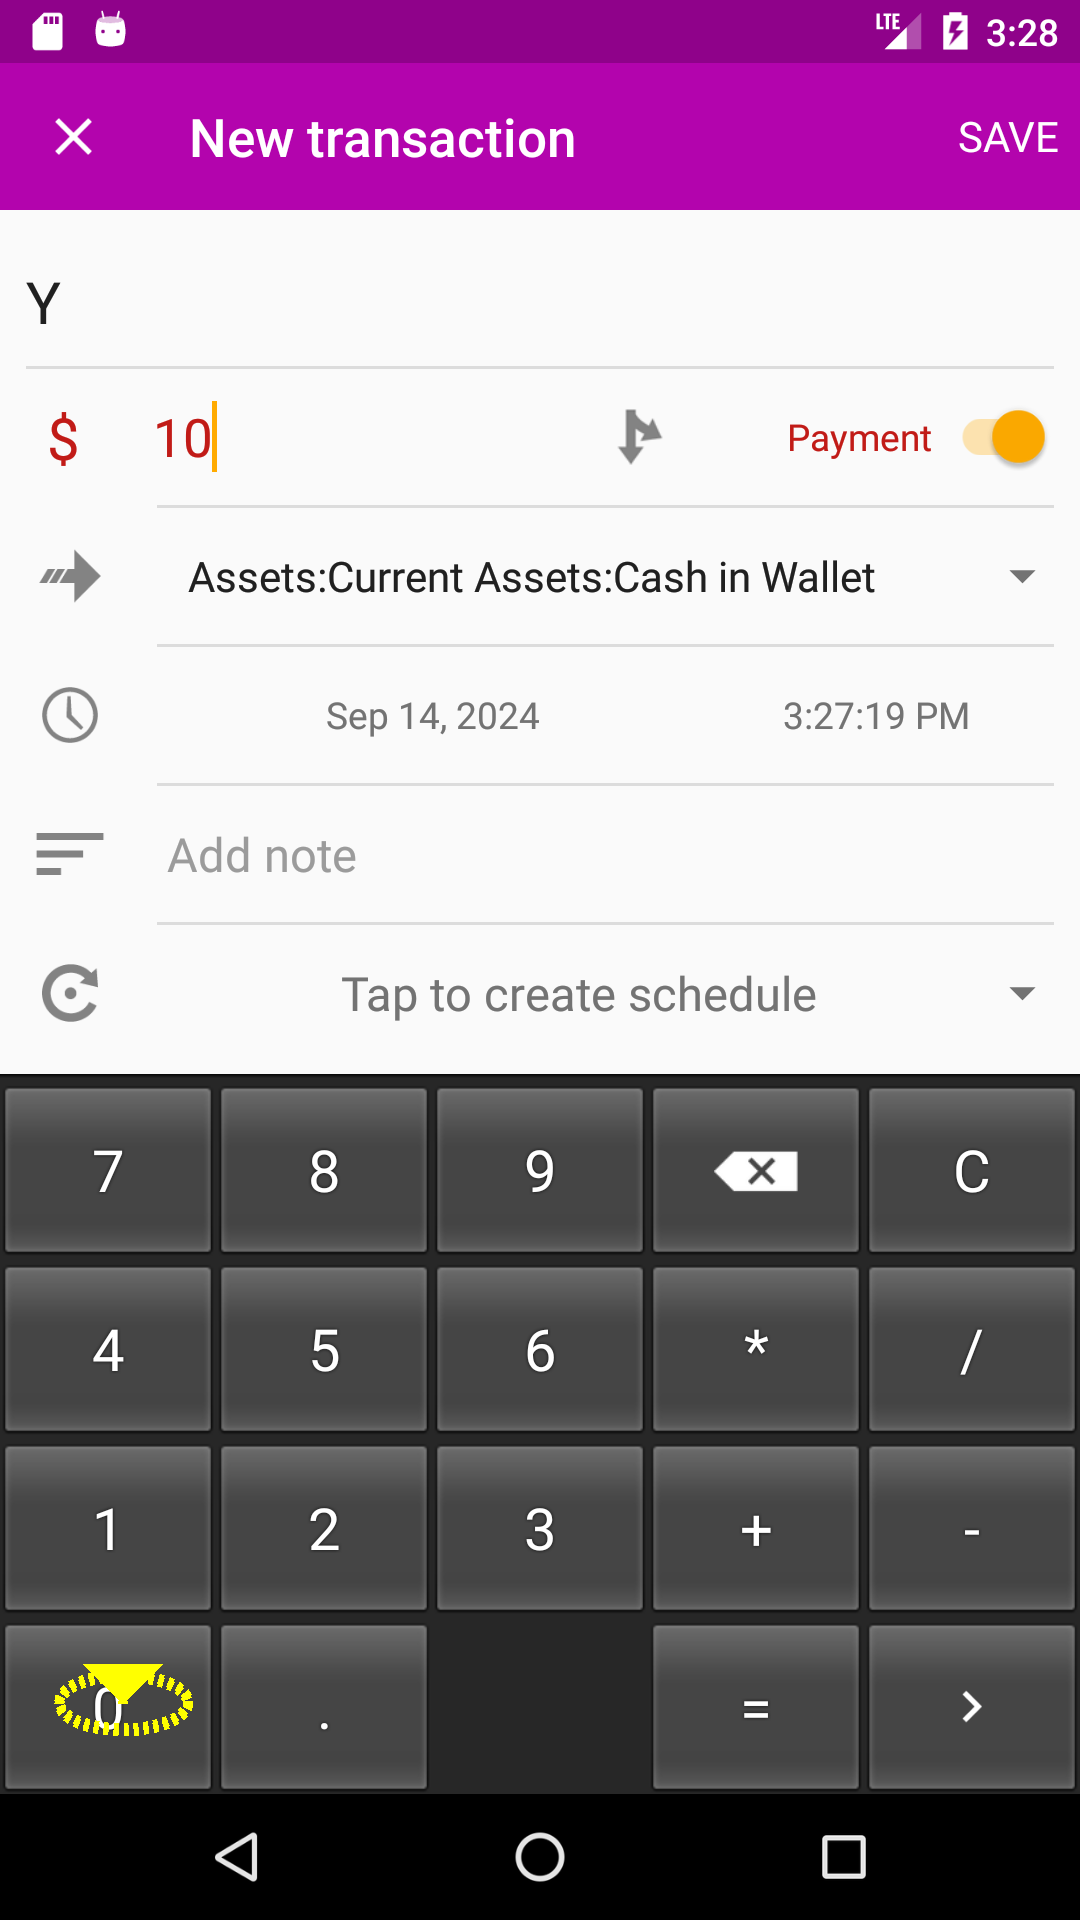 LTE 3:28
New transaction SAVE
Y
$ 10 Payment
Assets:Current Assets:Cash in Wallet
Sep 14, 2024 3:27:19 PM
Add note
Tap to create schedule
7 8 9 C
4 5 6 * /
1 2 3 + -
0 . = >